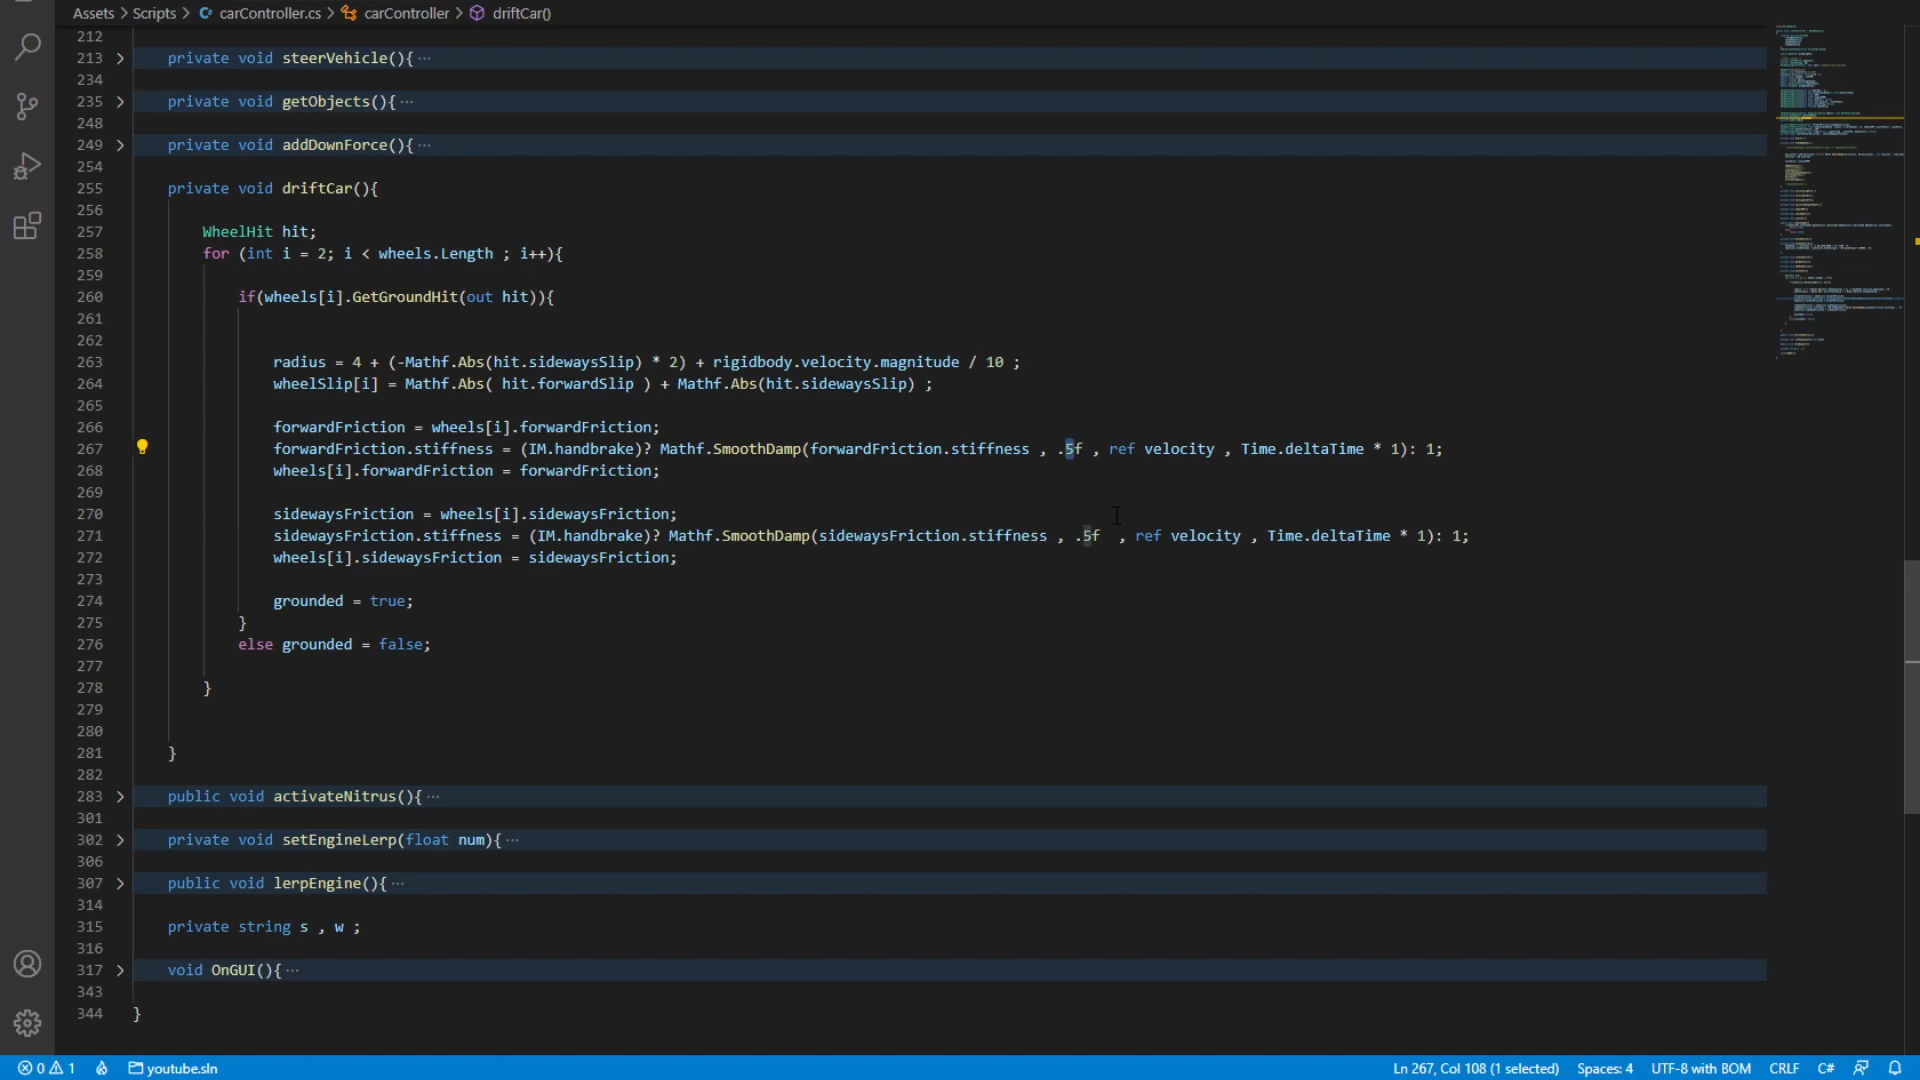 Assets > Scripts > carController.cs > carController > driftCar()
212
213 > private void steerVehicle(){ ···
234
235 > private void getObjects(){ ···
248
249 > private void addDownForce(){ ···
254
255 private void driftCar(){
256
257 WheelHit hit;
258 for (int i = 2; i < wheels.Length ; i++){
259
260 if(wheels[i].GetGroundHit(out hit)){
261
262
263 radius = 4 + (-Mathf.Abs(hit.sidewaysSlip) * 2) + rigidbody.velocity.magnitude / 10 ;
264 wheelSlip[i] = Mathf.Abs( hit.forwardSlip ) + Mathf.Abs(hit.sidewaysSlip) ;
265
266 forwardFriction = wheels[i].forwardFriction;
267 forwardFriction.stiffness = (IM.handbrake)? Mathf.SmoothDamp(forwardFriction.stiffness , .5f , ref velocity , Time.deltaTime * 1): 1;
268 wheels[i].forwardFriction = forwardFriction;
269
270 sidewaysFriction = wheels[i].sidewaysFriction;
271 sidewaysFriction.stiffness = (IM.handbrake)? Mathf.SmoothDamp(sidewaysFriction.stiffness , .5f  , ref velocity , Time.deltaTime * 1): 1;
272 wheels[i].sidewaysFriction = sidewaysFriction;
273
274 grounded = true;
275 }
276 else grounded = false;
277
278 }
279
280
281 }
282
283 > public void activateNitrus(){ ···
301
302 > private void setEngineLerp(float num){ ···
306
307 > public void lerpEngine(){ ···
314
315 private string s , w ;
316
317 > void OnGUI(){ ···
343
344 }
0 1 youtube.sln Ln 267, Col 108 (1 selected) Spaces: 4 UTF-8 with BOM CRLF C#